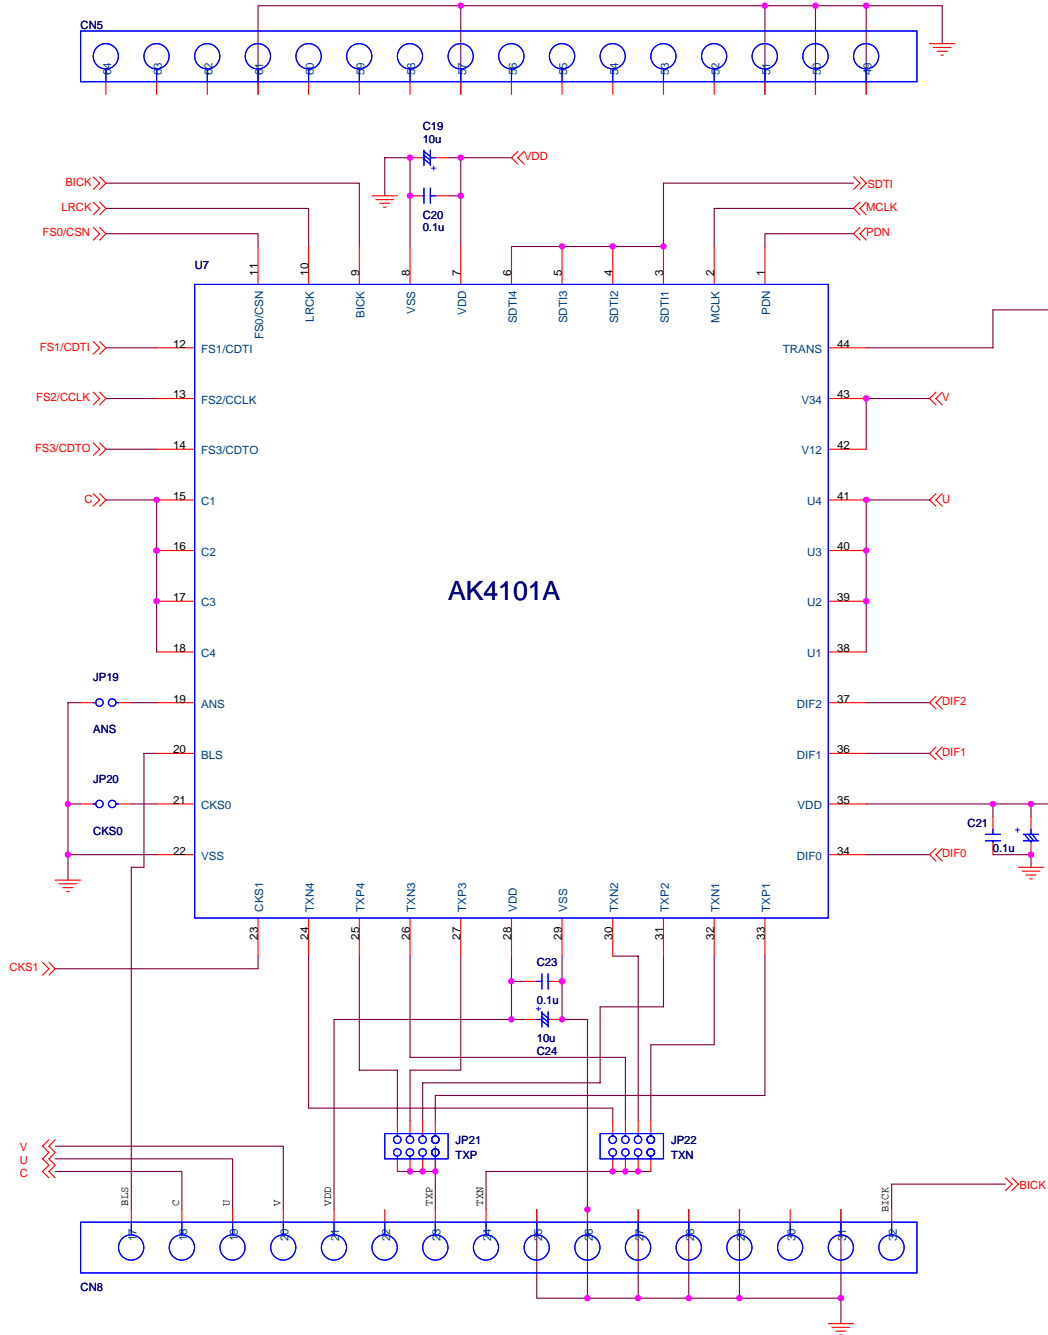 CN5
64 63 62 61 60 59 58 57 56 55 54 53 52 51 50 49
C19
10u
+
VDD
BICK
SDTI
C20
0.1u
LRCK
MCLK
FS0/CSN
PDN
U7
11 10 9 8 7 6 5 4 3 2 1
FS0/CSN LRCK BICK VSS VDD SDTI4 SDTI3 SDTI2 SDTI1 MCLK PDN
FS1/CDTI 12 FS1/CDTI
TRANS 44
FS2/CCLK 13 FS2/CCLK
V34 43 V
FS3/CDTO 14 FS3/CDTO
V12 42
C 15 C1
U4 41 U
16 C2
U3 40
AK4101A
17 C3
U2 39
18 C4
U1 38
JP19
19 ANS
DIF2 37 DIF2
ANS
20 BLS
DIF1 36 DIF1
JP20
21 CKS0
VDD 35
CKS0
C21
0.1u
+
22 VSS
DIF0 34 DIF0
CKS1 TXN4 TXP4 TXN3 TXP3 VDD VSS TXN2 TXP2 TXN1 TXP1
23 24 25 26 27 28 29 30 31 32 33
CKS1
C23
0.1u
+
10u
C24
JP21
TXP
JP22
TXN
V
U
C
BICK
BLS C U V VDD TXP TXN BICK
17 18 19 20 21 22 23 24 25 26 27 28 29 30 31 32
CN8